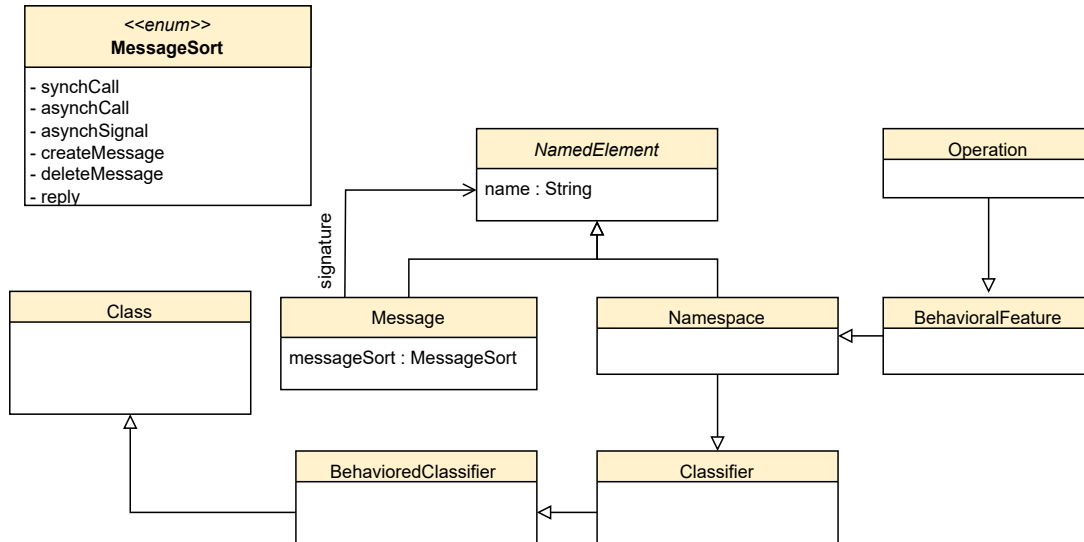 <<enum>>
MessageSort
- synchCall
- asynchCall
- asynchSignal
- createMessage
- deleteMessage
- reply
NamedElement
name : String
Operation
signature
Class
Message
messageSort : MessageSort
Namespace
BehavioralFeature
BehavioredClassifier
Classifier